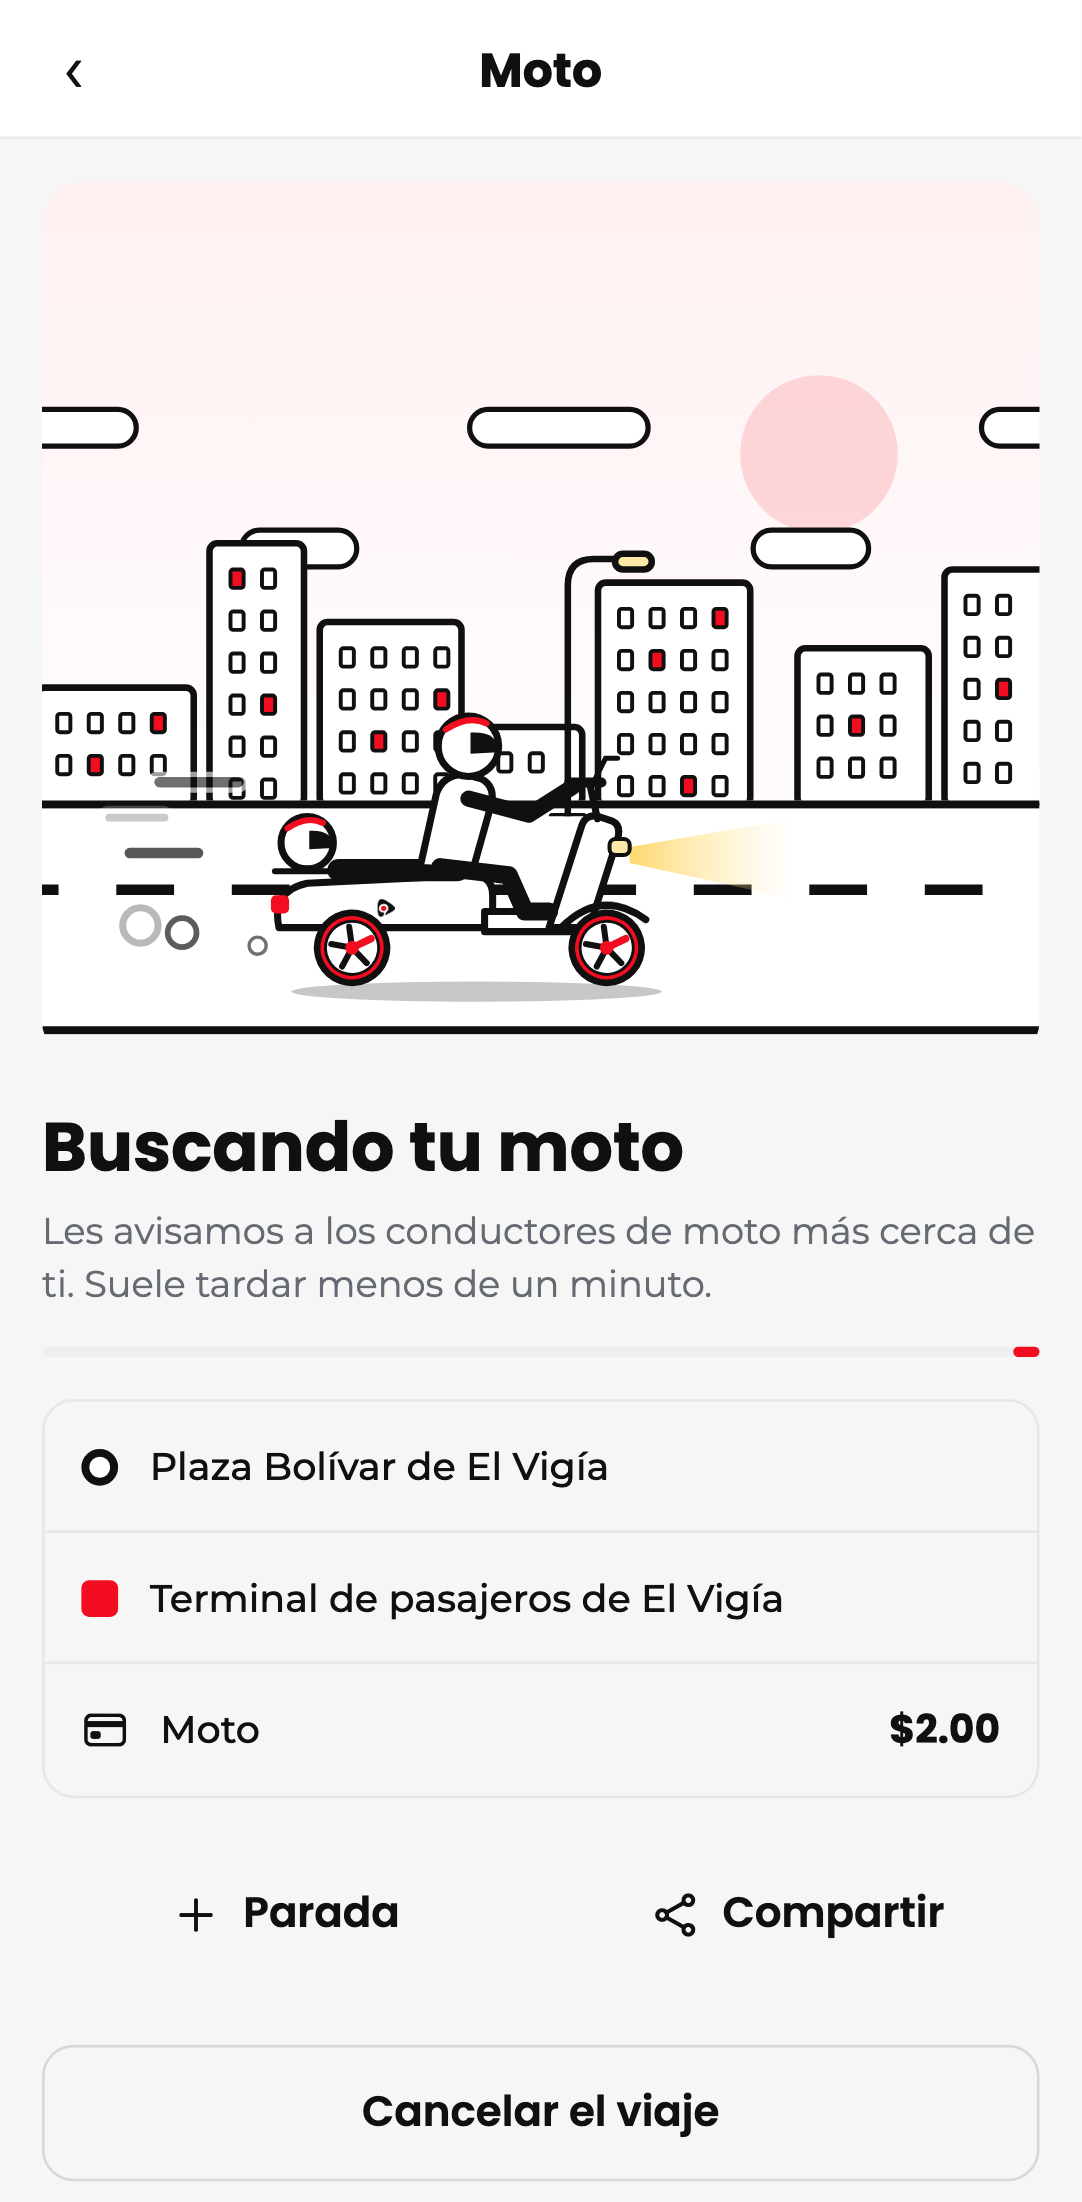 Moto
Buscando tu moto
Les avisamos a los conductores de moto más cerca de
ti. Suele tardar menos de un minuto.
Plaza Bolívar de El Vigía
Terminal de pasajeros de El Vigía
Moto $2.00
Parada Compartir
Cancelar el viaje